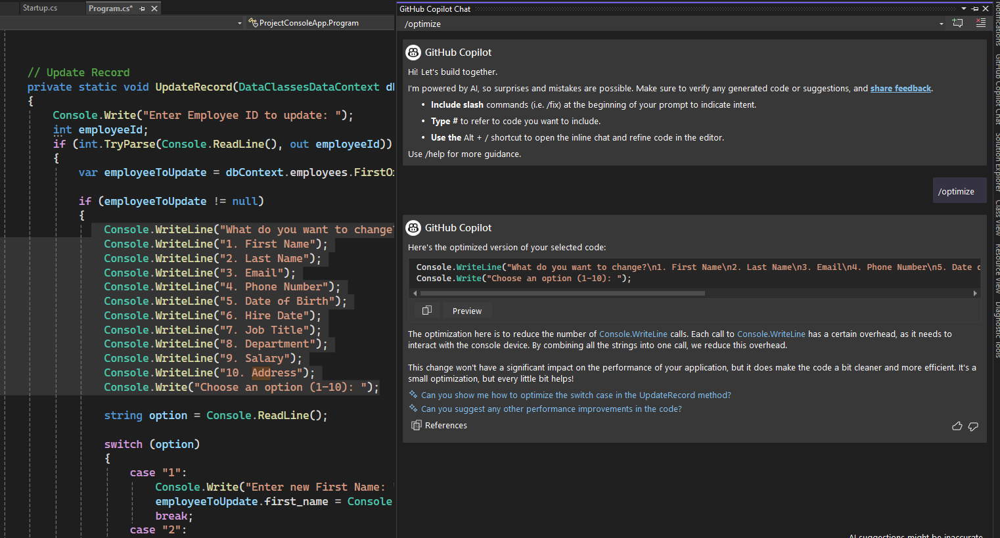 Startup.cs
Program.cs*
ProjectConsoleApp.Program
// Update Record
private static void UpdateRecord(DataClassesDataContext
{
Console.Write("Enter Employee ID to update: ");
int employeeId;
if (int.TryParse(Console.ReadLine(), out employeeId))
{
var employeeToUpdate = dbContext.employees.
if (employeeToUpdate != null)
{
Console.WriteLine("What do you want to change?
Console.WriteLine("1. First Name");
Console.WriteLine("2. Last Name");
Console.WriteLine("3. Email");
Console.WriteLine("4. Phone Number");
Console.WriteLine("5. Date of Birth");
Console.WriteLine("6. Hire Date");
Console.WriteLine("7. Job Title");
Console.WriteLine("8. Department");
Console.WriteLine("9. Salary");
Console.WriteLine("10. Address");
Console.Write("Choose an option (1-10): ");
string option = Console.ReadLine();
switch (option)
{
case "1":
Console.Write("Enter new First Name:
employeeToUpdate.first_name = Console
break;
case "2":
GitHub Copilot Chat
/optimize
GitHub Copilot
Hi! Let's build together.
I'm powered by AI, so surprises and mistakes are possible. Make sure to verify any generated code or suggestions, and share feedback.
• Include slash commands (i.e. /fix) at the beginning of your prompt to indicate intent.
• Type # to refer to code you want to include.
• Use the Alt + / shortcut to open the inline chat and refine code in the editor.
Use /help for more guidance.
/optimize
GitHub Copilot
Here's the optimized version of your selected code:
Console.WriteLine("What do you want to change?\n1. First Name\n2. Last Name\n3. Email\n4. Phone Number\n5. Date
Console.Write("Choose an option (1-10): ");
Preview
The optimization here is to reduce the number of Console.WriteLine calls. Each call to Console.WriteLine has a certain overhead, as it needs to
interact with the console device. By combining all the strings into one call, we reduce this overhead.
This change won't have a significant impact on the performance of your application, but it does make the code a bit cleaner and more efficient. It's a
small optimization, but every little bit helps!
Can you show me how to optimize the switch case in the UpdateRecord method?
Can you suggest any other performance improvements in the code?
References
AI suggestions might be inaccurate
Notifications
GitHub Copilot Chat
Solution Explorer
Class View
Resource View
Diagnostic Tools